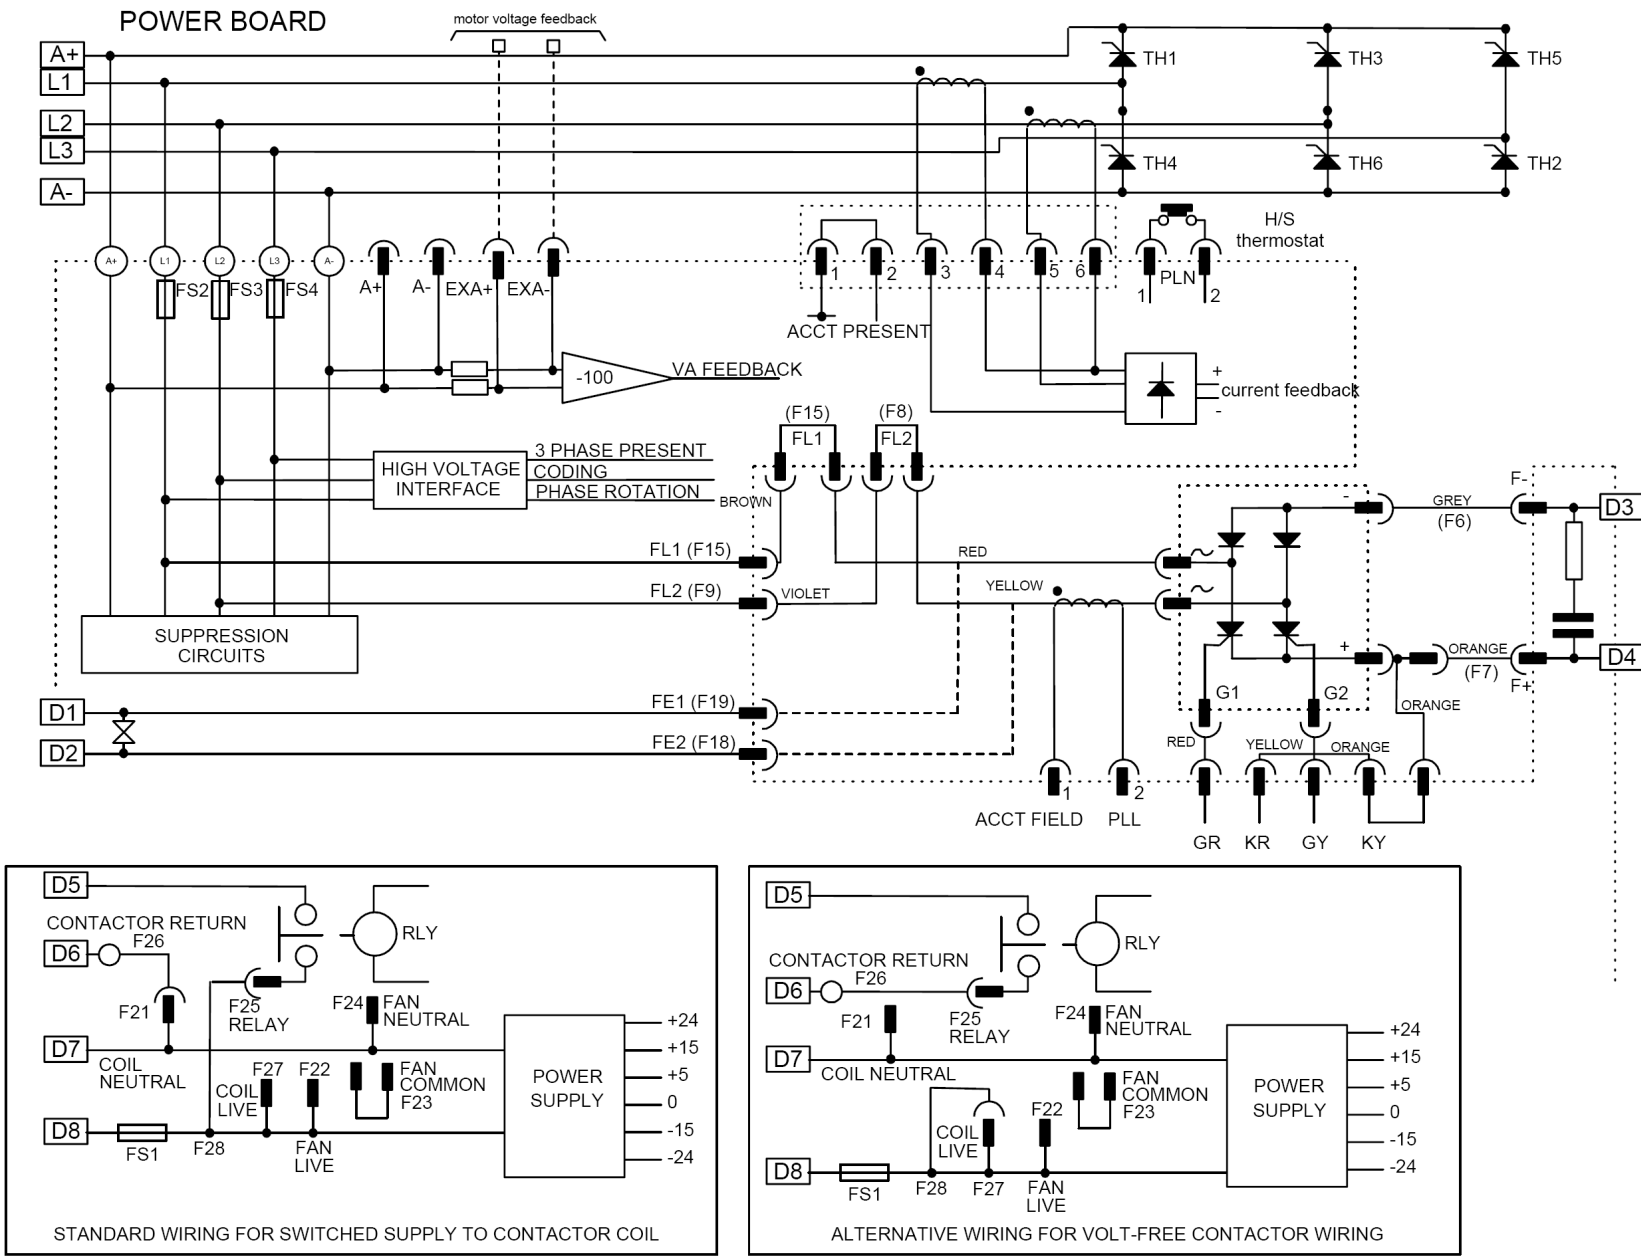 POWER BOARD
motor voltage feedback
A+
L1
L2
L3
A-
TH1
TH3
TH5
TH4
TH6
TH2
H/S
thermostat
A+
L1
L2
L3
A-
FS2
FS3
FS4
A+
A-
EXA+
EXA-
1
2
3
4
5
6
PLN
1
2
ACCT PRESENT
-100
VA FEEDBACK
+
current feedback
-
(F15)
FL1
(F8)
FL2
HIGH VOLTAGE
INTERFACE
3 PHASE PRESENT
CODING
PHASE ROTATION
BROWN
F-
GREY
(F6)
D3
-
FL1 (F15)
RED
FL2 (F9)
VIOLET
YELLOW
SUPPRESSION
CIRCUITS
+
ORANGE
(F7)
D4
F+
D1
FE1 (F19)
G1
G2
ORANGE
D2
FE2 (F18)
RED
YELLOW
ORANGE
1
2
ACCT FIELD
PLL
GR
KR
GY
KY
D5
CONTACTOR RETURN
F26
D6
RLY
F21
F25
RELAY
F24
FAN
NEUTRAL
D7
COIL
NEUTRAL
F27
F22
COIL
LIVE
FAN
COMMON
F23
POWER
SUPPLY
+24
+15
+5
0
-15
-24
D8
FS1
F28
FAN
LIVE
STANDARD WIRING FOR SWITCHED SUPPLY TO CONTACTOR COIL
D5
CONTACTOR RETURN
F26
D6
RLY
F21
F25
RELAY
F24
FAN
NEUTRAL
D7
COIL NEUTRAL
FAN
COMMON
F23
F22
COIL
LIVE
POWER
SUPPLY
+24
+15
+5
0
-15
-24
D8
FS1
F28
F27
FAN
LIVE
ALTERNATIVE WIRING FOR VOLT-FREE CONTACTOR WIRING